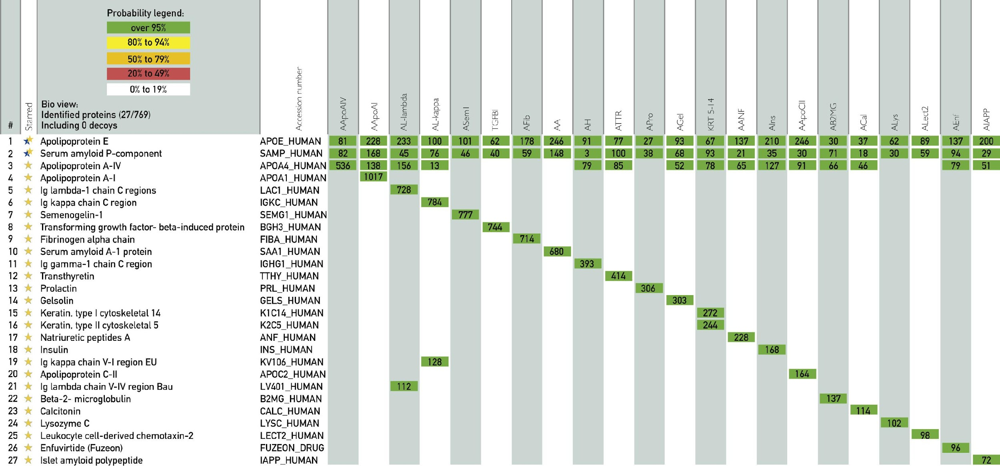 Probability legend:
over 95%
80% to 94%
50% to 79%
20% to 49%
0% to 19%
Bio view:
Identified proteins (27/769)
Including 0 decoys
# Starred Accession number AApoAIV AApoAI AL-lambda AL-kappa ASem1 TGFBI AFib AA AH ATTR APro AGel KRT 5-14 AANF AIns AApoCII AB2MG ACal ALys ALect2 AEnf AIAPP
1 Apolipoprotein E APOE_HUMAN 81 228 233 100 101 62 178 246 91 77 27 93 67 137 210 246 30 37 62 89 137 200
2 Serum amyloid P-component SAMP_HUMAN 82 168 45 76 46 40 59 148 3 100 38 68 93 21 35 30 71 18 30 59 94 29
3 Apolipoprotein A-IV APOA4_HUMAN 536 138 156 13 79 85 52 78 65 127 91 66 46 79 51
4 Apolipoprotein A-I APOA1_HUMAN 1017
5 Ig lambda-1 chain C regions LAC1_HUMAN 728
6 Ig kappa chain C region IGKC_HUMAN 784
7 Semenogelin-1 SEMG1_HUMAN 777
8 Transforming growth factor- beta-induced protein BGH3_HUMAN 744
9 Fibrinogen alpha chain FIBA_HUMAN 714
10 Serum amyloid A-1 protein SAA1_HUMAN 680
11 Ig gamma-1 chain C region IGHG1_HUMAN 393
12 Transthyretin TTHY_HUMAN 414
13 Prolactin PRL_HUMAN 306
14 Gelsolin GELS_HUMAN 303
15 Keratin, type I cytoskeletal 14 K1C14_HUMAN 272
16 Keratin, type II cytoskeletal 5 K2C5_HUMAN 244
17 Natriuretic peptides A ANF_HUMAN 228
18 Insulin INS_HUMAN 168
19 Ig kappa chain V-I region EU KV106_HUMAN 128
20 Apolipoprotein C-II APOC2_HUMAN 164
21 Ig lambda chain V-IV region Bau LV401_HUMAN 112
22 Beta-2- microglobulin B2MG_HUMAN 137
23 Calcitonin CALC_HUMAN 114
24 Lysozyme C LYSC_HUMAN 102
25 Leukocyte cell-derived chemotaxin-2 LECT2_HUMAN 98
26 Enfuvirtide (Fuzeon) FUZEON_DRUG 96
27 Islet amyloid polypeptide IAPP_HUMAN 72